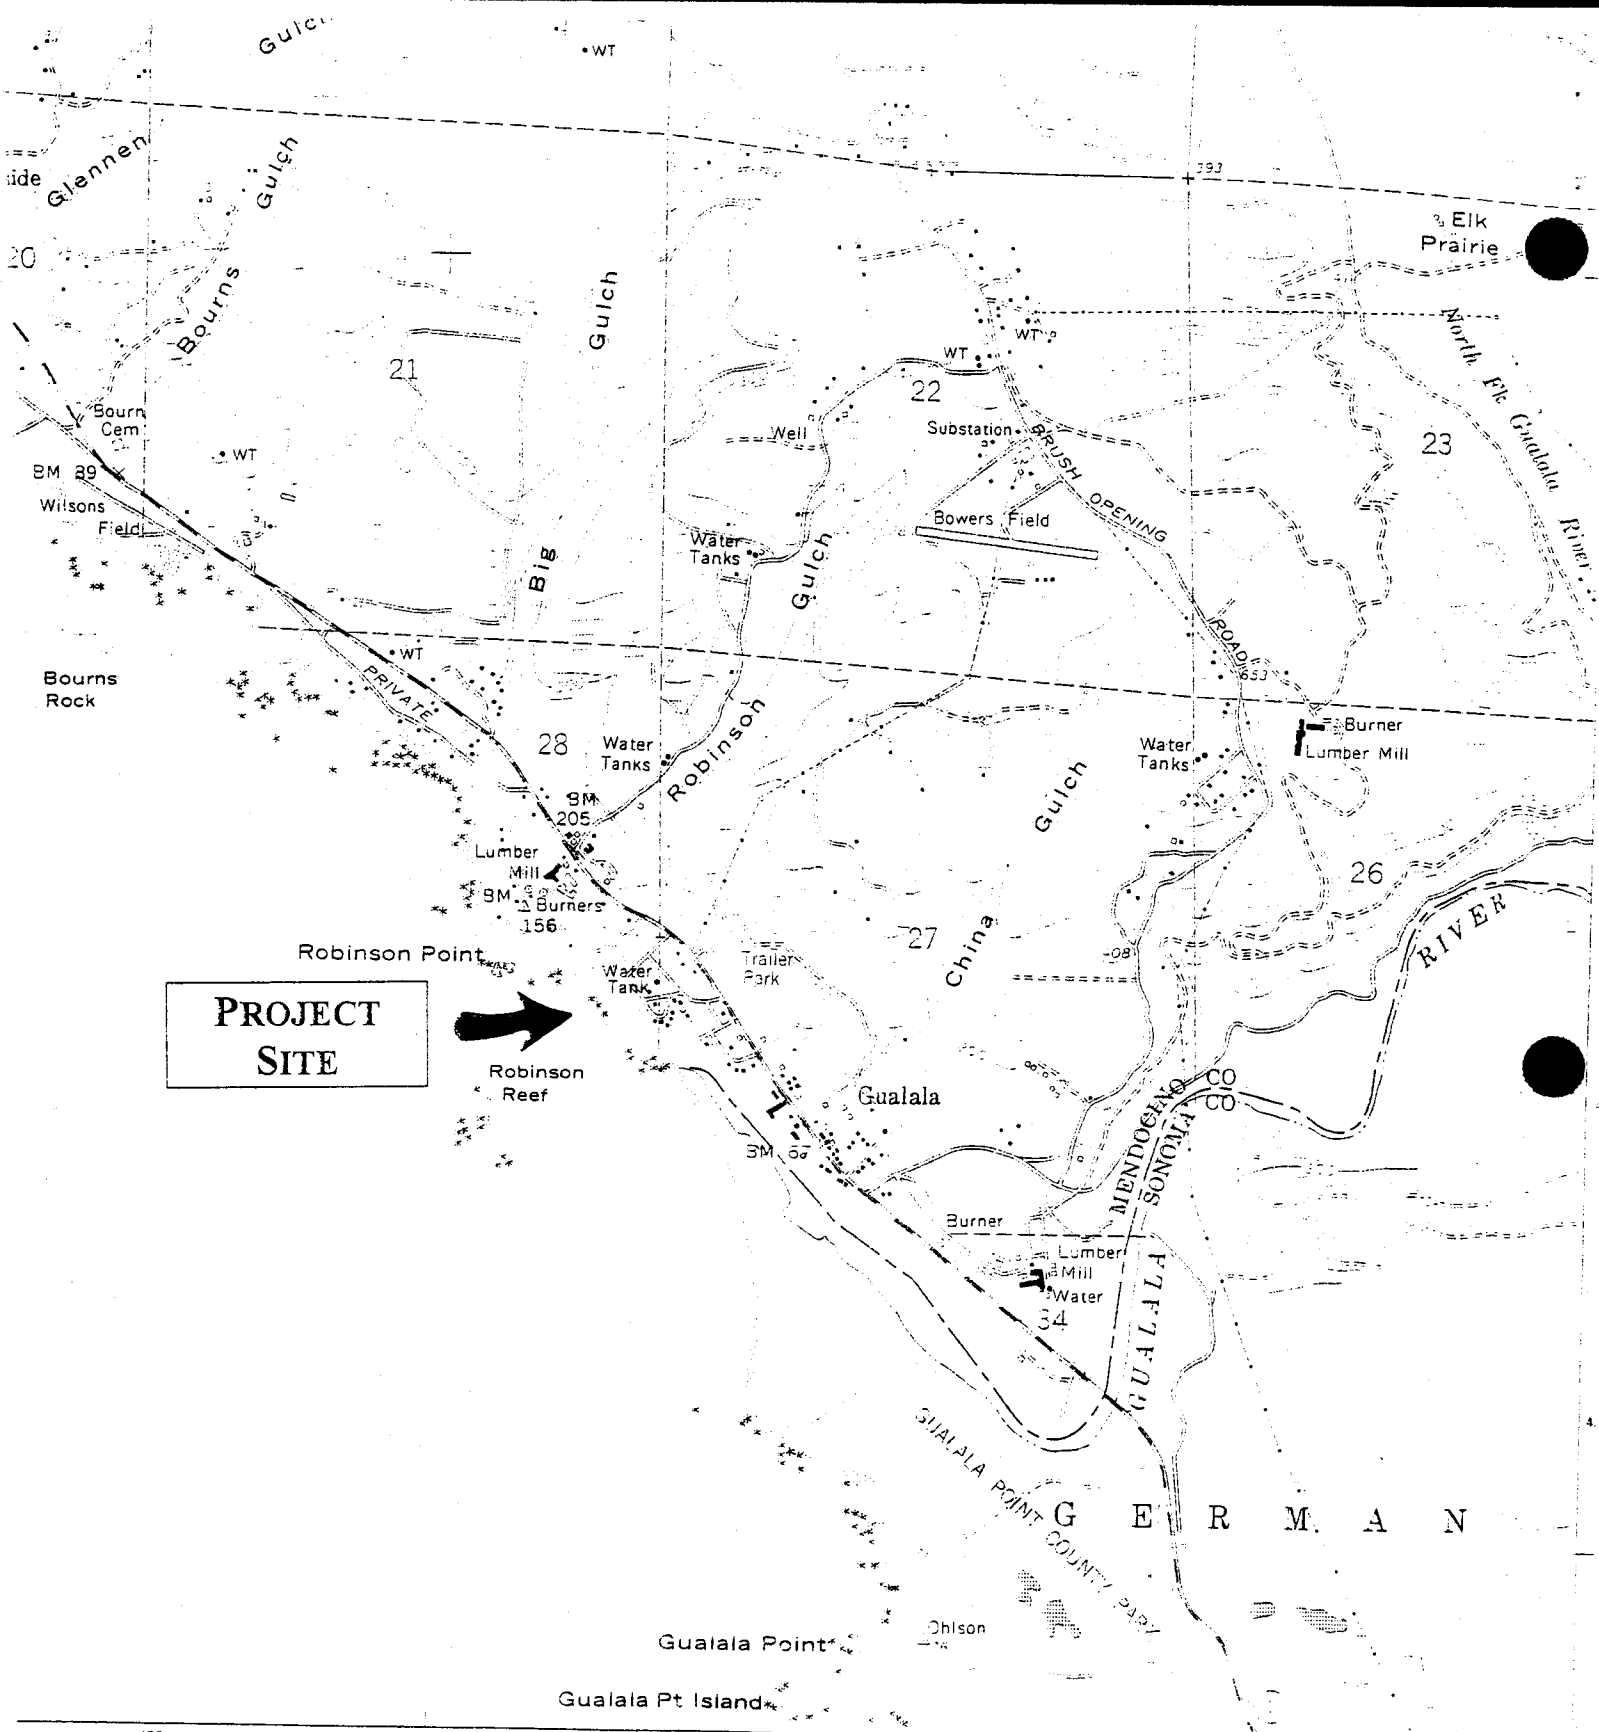 Gulch
WT
Glennen
Gulch
393
Elk
Prairie
20
Bourns
Gulch
North Fk Gualala River
WT
WT
21
22
23
Bourn
Cem
Well
Substation
BRUSH
OPENING
ROAD
WT
BM 89
Wilsons
Field
Bowers Field
Water
Tanks
Big
Gulch
WT
653
Bourns
Rock
PRIVATE
28
Water
Tanks
Robinson
Gulch
Water
Tanks
Burner
Lumber Mill
BM
205
Lumber
Mill
BM
Burners
156
26
RIVER
27
China
Robinson Point
Trailer
Park
Water
Tank
PROJECT
SITE
Robinson
Reef
Gualala
CO
CO
MENDOCINO
SONOMA
BM
Burner
Lumber
Mill
Water
34
GUALALA
GUALALA POINT COUNTY PARK
G E R M A N
Ohlson
Gualala Point
Gualala Pt Island